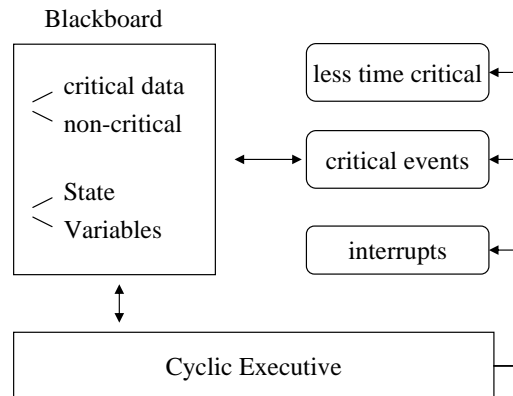 Blackboard
critical data
non-critical
State
Variables
less time critical
critical events
interrupts
Cyclic Executive